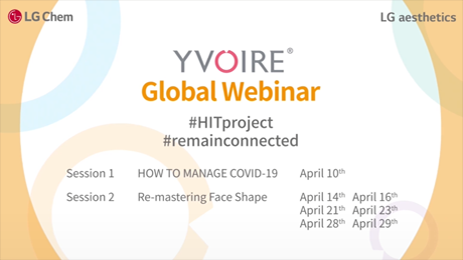 LG Chem
LG aesthetics
YVOIRE®
Global Webinar
#HITproject
#remainconnected
Session 1 HOW TO MANAGE COVID-19 April 10th
Session 2 Re-mastering Face Shape April 14th April 16th
April 21th April 23th
April 28th April 29th